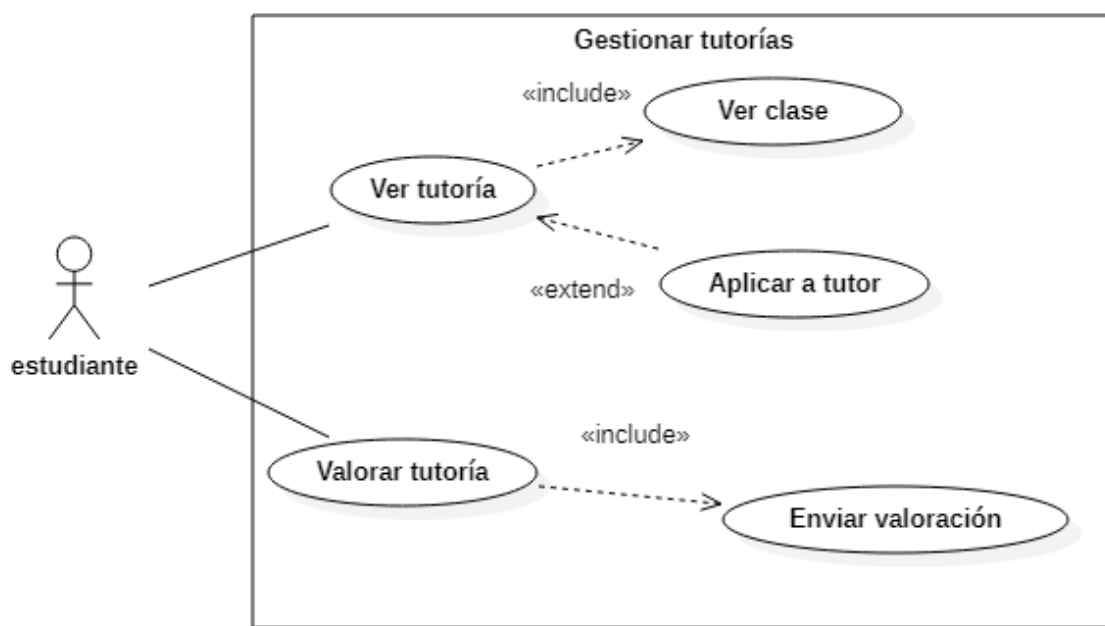 Gestionar tutorías
«include»
Ver clase
Ver tutoría
Aplicar a tutor
«extend»
estudiante
«include»
Valorar tutoría
Enviar valoración